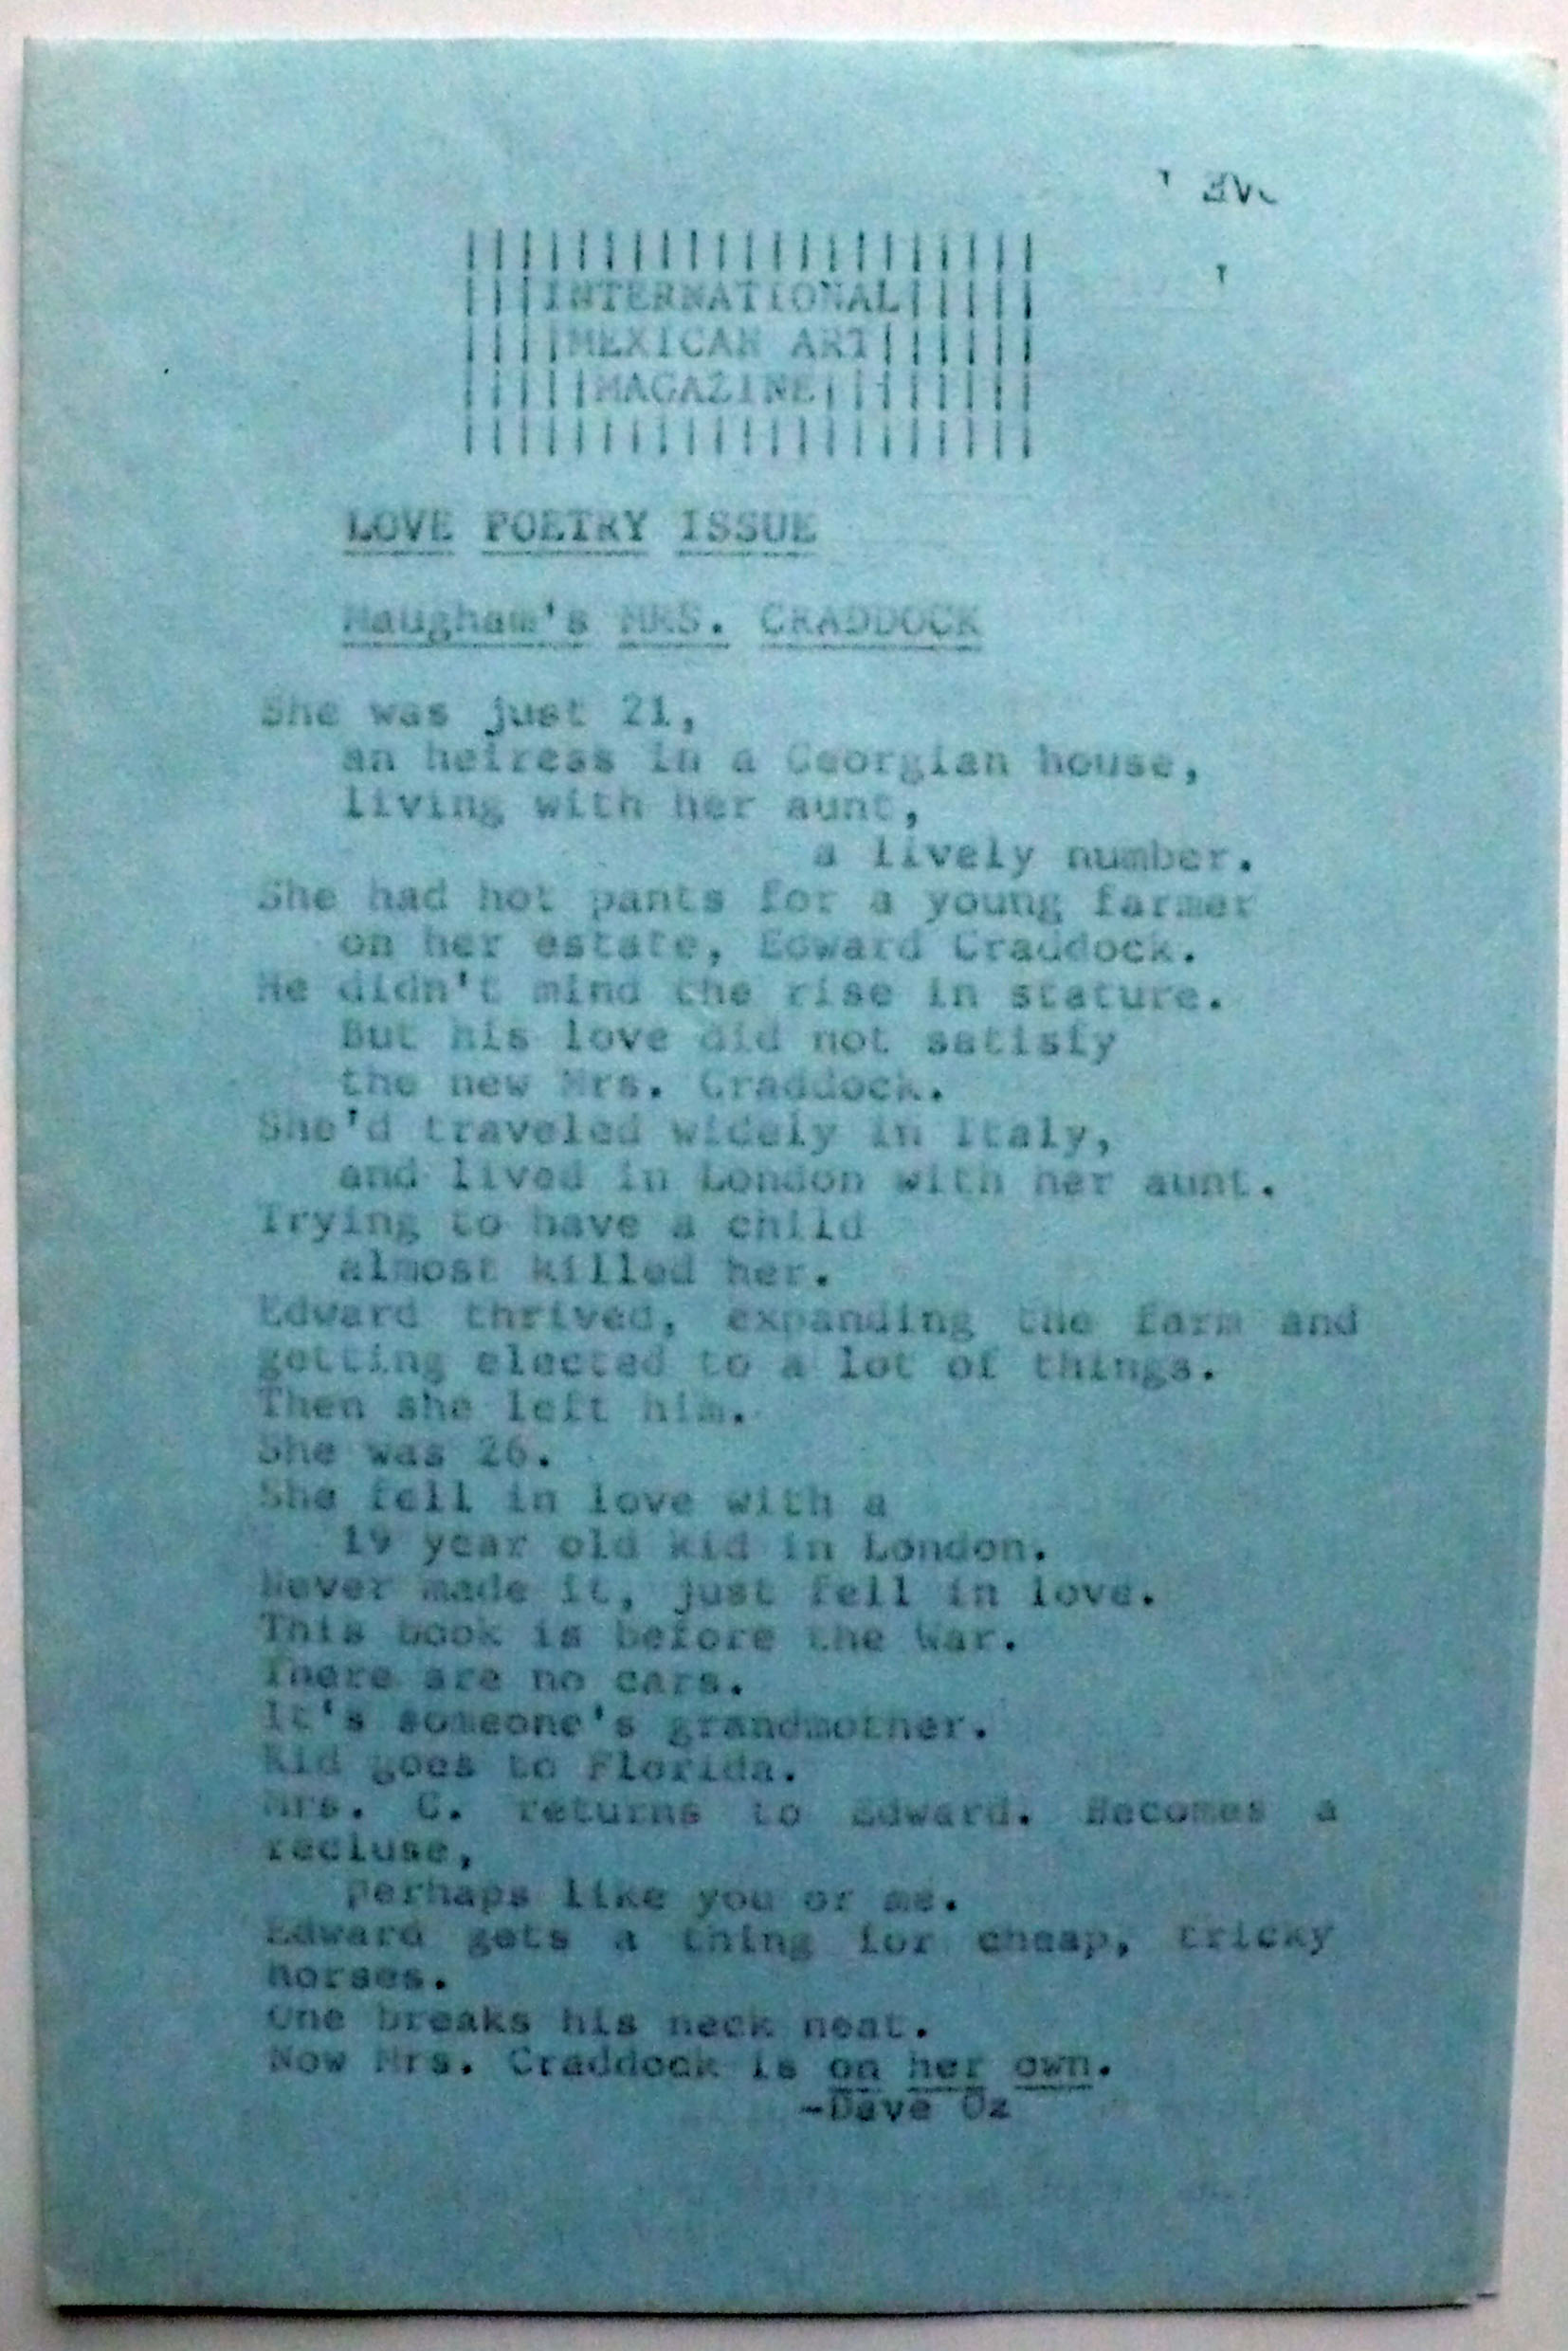 |||||||||||||||||||||
|||INTERNATIONAL|||||
||||MEXICAN ART||||||
|||||MAGAZINE||||||||
|||||||||||||||||||||
LOVE POETRY ISSUE
Maugham's MRS. CRADDOCK
She was just 21,
an heiress in a Georgian house,
living with her aunt,
a lively number.
She had hot pants for a young farmer
on her estate, Edward Craddock.
He didn't mind the rise in stature.
But his love did not satisfy
the new Mrs. Craddock.
She'd traveled widely in Italy,
and lived in London with her aunt.
Trying to have a child
almost killed her.
Edward thrived, expanding the farm and
getting elected to a lot of things.
Then she left him.
She was 26.
She fell in love with a
19 year old kid in London.
Never made it, just fell in love.
This book is before the War.
There are no cars.
It's someone's grandmother.
Kid goes to Florida.
Mrs. C. returns to Edward. Becomes a
recluse,
perhaps like you or me.
Edward gets a thing for cheap, tricky
horses.
One breaks his neck neat.
Now Mrs. Craddock is on her own.
-Dave Oz